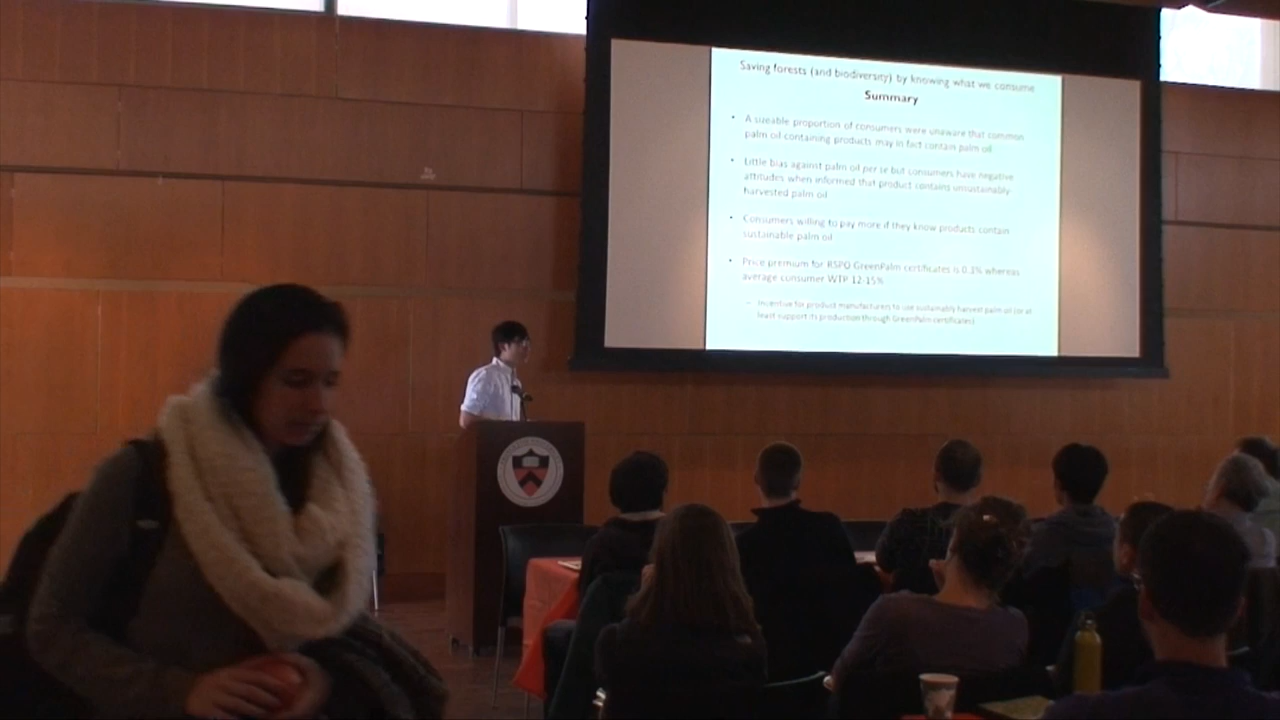 Saving forests (and biodiversity) by knowing what we consume
Summary
• A sizeable proportion of consumers were unaware that common
palm oil containing products may in fact contain palm oil
• Little bias against palm oil per se but consumers have negative
attitudes when informed that product contains unsustainably-
harvested palm oil
• Consumers willing to pay more if they know products contain
sustainable palm oil
• Price premium for RSPO GreenPalm certificates is 0.3% whereas
average consumer WTP 12-15%
– Incentive for product manufacturers to use sustainably harvest palm oil (or at
least support its production through GreenPalm certificates)